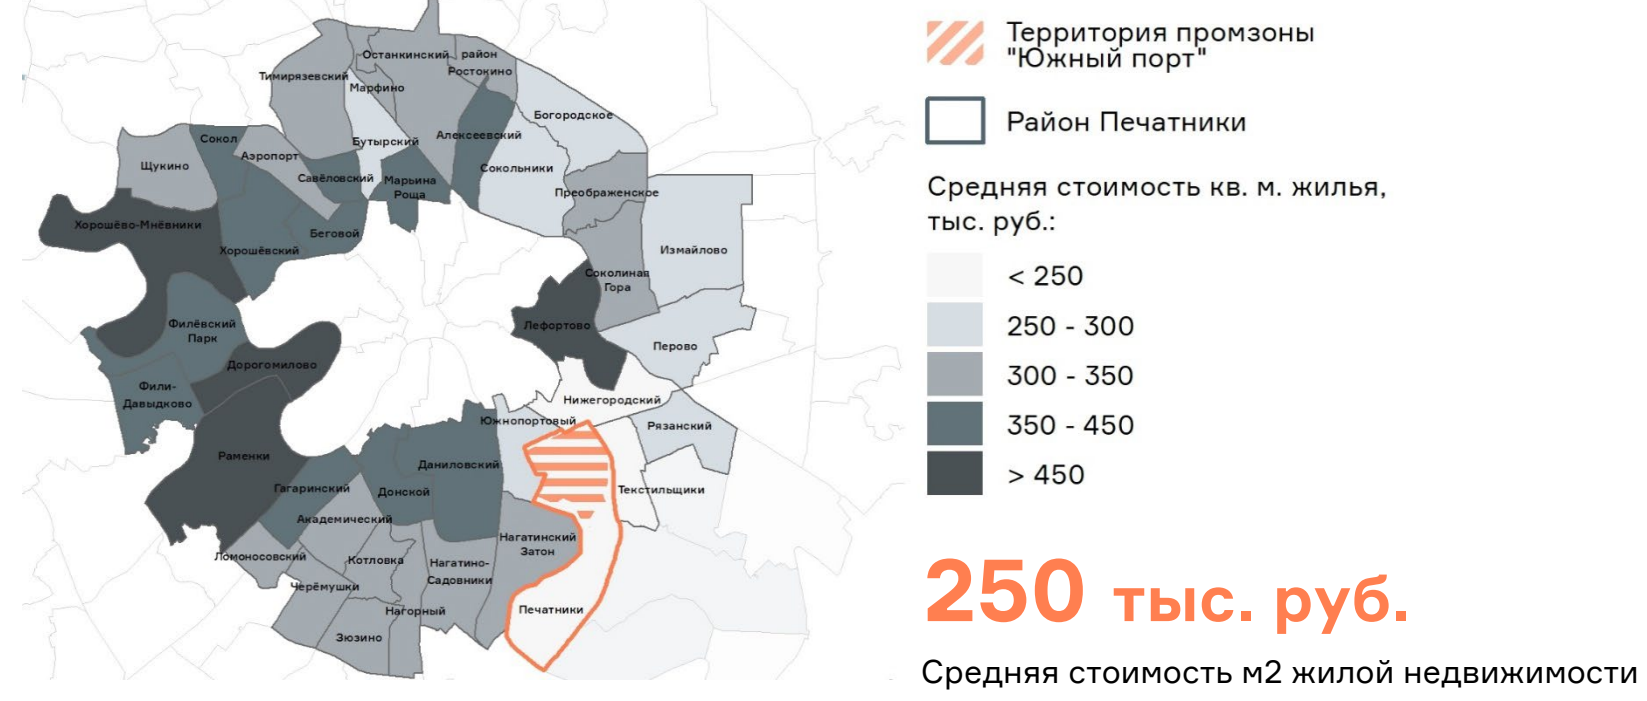 Останкинский
район
Ростокино
Тимирязевский
Марфино
Богородское
Бутырский
Алексеевский
Сокол
Аэропорт
Щукино
Савёловский
Марьина
Роща
Сокольники
Преображенское
Хорошёво-Мнёвники
Беговой
Хорошёвский
Измайлово
Соколиная
Гора
Филёвский
Парк
Лефортово
Перово
Дорогомилово
Фили-
Давыдково
Нижегородский
Южнопортовый
Рязанский
Раменки
Даниловский
Гагаринский
Донской
Текстильщики
Академический
Нагатинский
Затон
Ломоносовский
Котловка
Нагатино-
Садовники
Черёмушки
Нагорный
Печатники
Зюзино
Территория промзоны
"Южный порт"
Район Печатники
Средняя стоимость кв. м. жилья,
тыс. руб.:
< 250
250 - 300
300 - 350
350 - 450
> 450
250 тыс. руб.
Средняя стоимость м2 жилой недвижимости